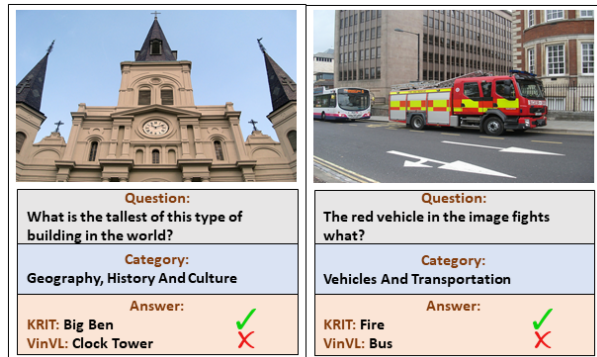 Question:
What is the tallest of this type of
building in the world?
Category:
Geography, History And Culture
Answer:
KRIT: Big Ben
VinVL: Clock Tower
Question:
The red vehicle in the image fights
what?
Category:
Vehicles And Transportation
Answer:
KRIT: Fire
VinVL: Bus